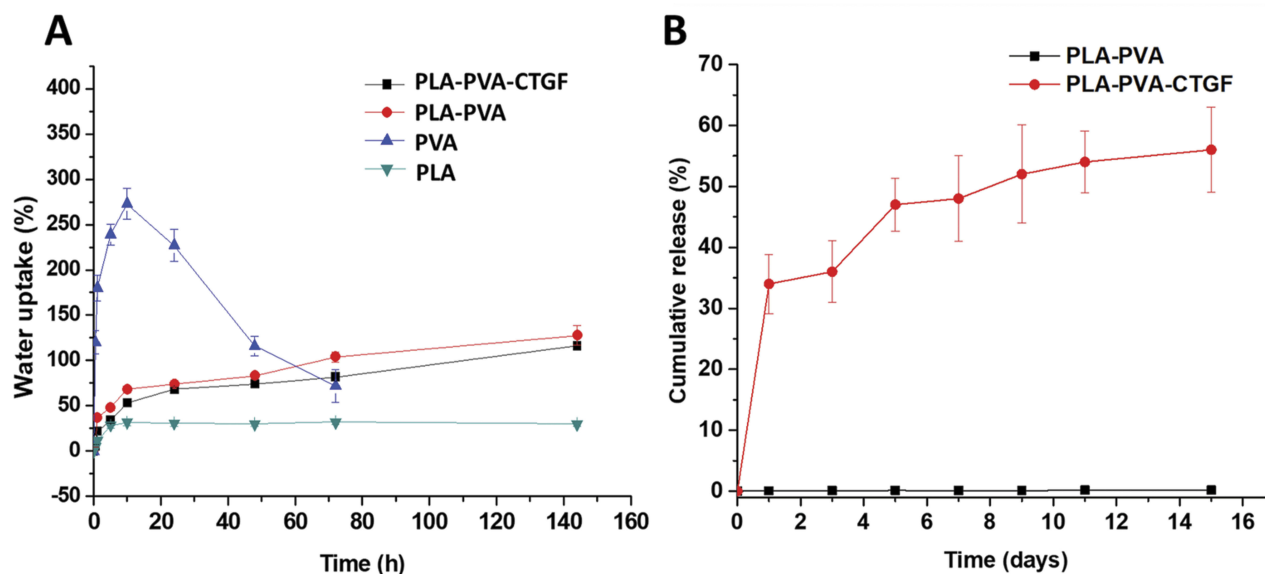 A
PLA-PVA-CTGF
PLA-PVA
PVA
PLA
Water uptake (%)
400
350
300
250
200
150
100
50
0
-50
0 20 40 60 80 100 120 140 160
Time (h)
B
PLA-PVA
PLA-PVA-CTGF
Cumulative release (%)
70
60
50
40
30
20
10
0
0 2 4 6 8 10 12 14 16
Time (days)